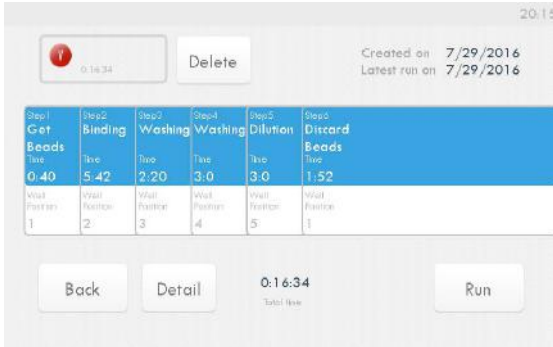 20:15
Y
0:16:34
Delete
Created on 7/29/2016
Latest run on 7/29/2016
Step1 Step2 Step3 Step4 Step5 Step6
Get Beads Binding Washing Washing Dilution Discard Beads
Time Time Time Time Time Time
0:40 5:42 2:20 3:0 3:0 1:52
Well Position Well Position Well Position Well Position Well Position Well Position
1 2 3 4 5 1
Back
Detail
0:16:34
Total time
Run